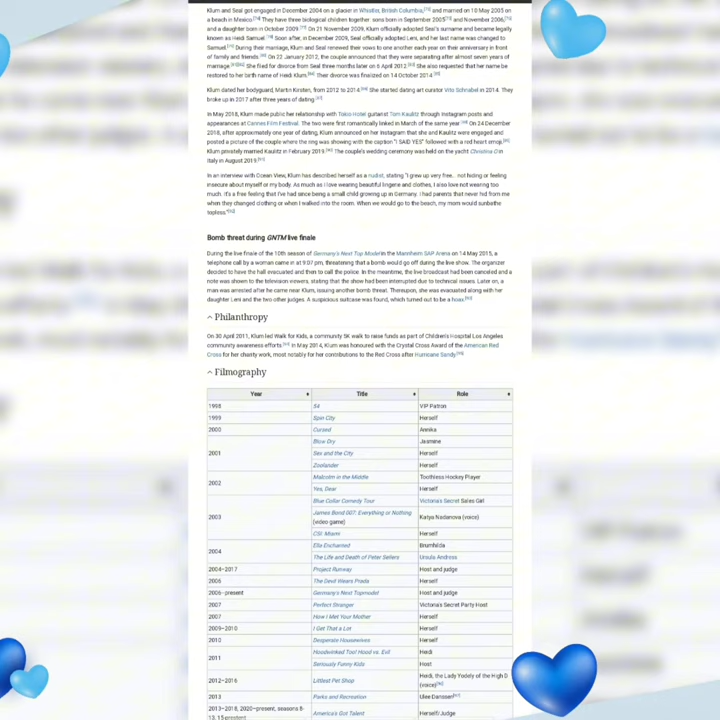 Klum and Seal got engaged in December 2004 on a glacier in Whistler, British Columbia, and married on 10 May 2005 on
a beach in Mexico. They have three biological children together: sons born in September 2005 and November 2006,
and a daughter born in October 2009. On 21 November 2009, Klum officially adopted Seal's surname and became legally
known as Heidi Samuel. Soon after, in December 2009, Seal officially adopted Leni, and her last name was changed to
Samuel. During their marriage, Klum and Seal renewed their vows to one another each year on their anniversary in front
of family and friends. On 22 January 2012, the couple announced that they were separating after almost seven years of
marriage. She filed for divorce from Seal three months later on 6 April 2012. She also requested that her name be
restored to her birth name of Heidi Klum. Their divorce was finalized on 14 October 2014.
Klum dated her bodyguard, Martin Kirsten, from 2012 to 2014. She started dating art curator Vito Schnabel in 2014. They
broke up in 2017 after three years of dating.
In May 2018, Klum made public her relationship with Tokio Hotel guitarist Tom Kaulitz through Instagram posts and
appearances at Cannes Film Festival. The two were first romantically linked in March of the same year. On 24 December
2018, after approximately one year of dating, Klum announced on her Instagram that she and Kaulitz were engaged and
posted a picture of the couple where the ring was showing with the caption "I SAID YES" followed with a red heart emoji.
Klum privately married Kaulitz in February 2019. The couple's wedding ceremony was held on the yacht Christina O in
Italy in August 2019.
In an interview with Ocean View, Klum has described herself as a nudist, stating "I grew up very free... not hiding or feeling
insecure about myself or my body. As much as I love wearing beautiful lingerie and clothes, I also love not wearing too
much. It's a free feeling that I've had since being a small child growing up in Germany. I had parents that never hid from me
when they changed clothing or when I walked into the room. When we would go to the beach, my mom would sunbathe
topless."
Bomb threat during GNTM live finale
During the live finale of the 10th season of Germany's Next Top Model in the Mannheim SAP Arena on 14 May 2015, a
telephone call by a woman came in at 9:07 pm, threatening that a bomb would go off during the live show. The organizer
decided to have the hall evacuated and then to call the police. In the meantime, the live broadcast had been canceled and a
note was shown to the television viewers, stating that the show had been interrupted due to technical issues. Later on, a
man was arrested after he came near Klum, issuing another bomb threat. Thereupon, she was evacuated along with her
daughter Leni and the two other judges. A suspicious suitcase was found, which turned out to be a hoax.
^ Philanthropy
On 30 April 2011, Klum led Walk for Kids, a community 5K walk to raise funds as part of Children's Hospital Los Angeles
community awareness efforts. In May 2014, Klum was honoured with the Crystal Cross Award of the American Red
Cross for her charity work, most notably for her contributions to the Red Cross after Hurricane Sandy.
^ Filmography
Year Title Role
1998 54 VIP Patron
1999 Spin City Herself
2000 Cursed Annika
Blow Dry Jasmine
2001 Sex and the City Herself
Zoolander Herself
2002 Malcolm in the Middle Toothless Hockey Player
Yes, Dear Herself
Blue Collar Comedy Tour Victoria's Secret Sales Girl
2003 James Bond 007: Everything or Nothing Katya Nadanova (voice)
(video game)
CSI: Miami Herself
2004 Ella Enchanted Brumhilda
The Life and Death of Peter Sellers Ursula Andress
2004–2017 Project Runway Host and judge
2006 The Devil Wears Prada Herself
2006–present Germany's Next Topmodel Host and judge
2007 Perfect Stranger Victoria's Secret Party Host
2007 How I Met Your Mother Herself
2009–2010 I Get That a Lot Herself
2010 Desperate Housewives Herself
2011 Hoodwinked Too! Hood vs. Evil Heidi
Seriously Funny Kids Host
2012–2016 Littlest Pet Shop Heidi, the Lady Yodely of the High D
(voice)
2013 Parks and Recreation Ulee Danssen
2013–2018, 2020–present, seasons 8-
13, 15-present America's Got Talent Herself/Judge